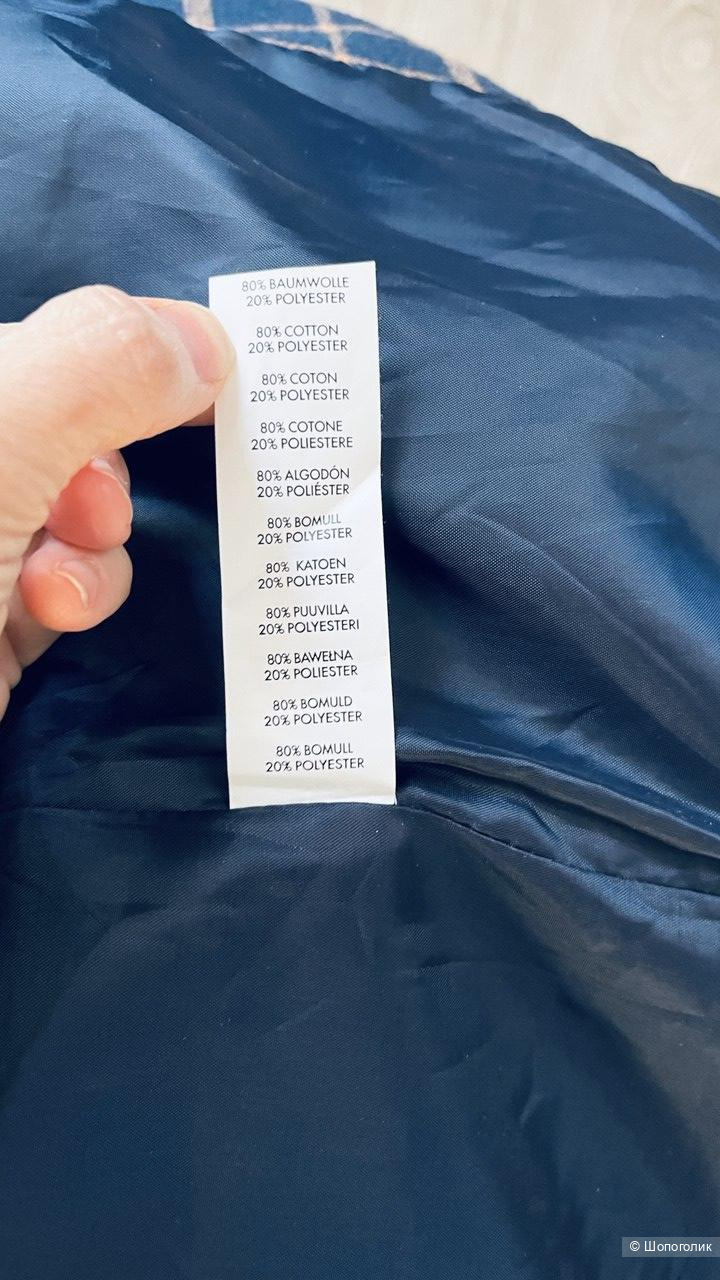 80% BAUMWOLLE
20% POLYESTER
80% COTTON
20% POLYESTER
80% COTON
20% POLYESTER
80% COTONE
20% POLIESTERE
80% ALGODÓN
20% POLIÉSTER
80% BOMULL
20% POLYESTER
80% KATOEN
20% POLYESTER
80% PUUVILLA
20% POLYESTERI
80% BAWEŁNA
20% POLIESTER
80% BOMULD
20% POLYESTER
80% BOMULL
20% POLYESTER
© Шопоголик